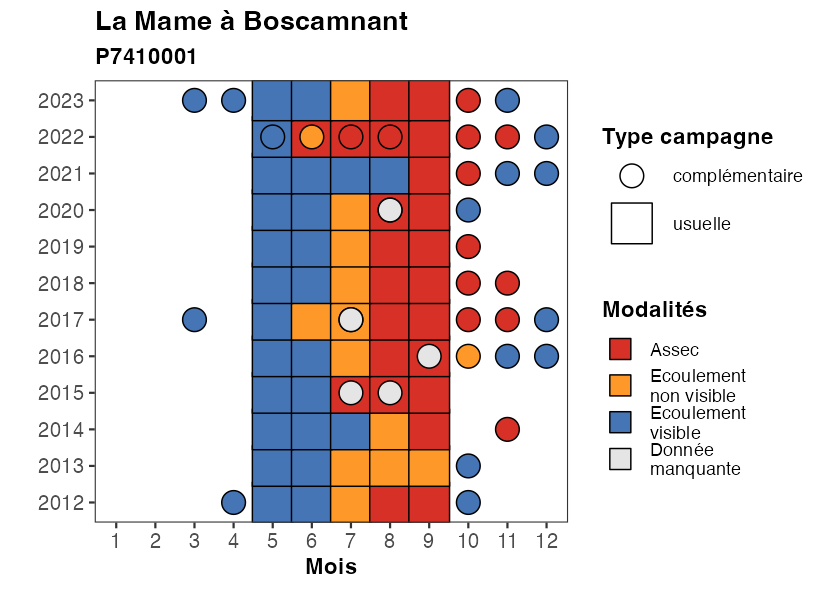 La Mame à Boscamnant
P7410001
2023
2022
2021
2020
2019
2018
2017
2016
2015
2014
2013
2012
1 2 3 4 5 6 7 8 9 10 11 12
Mois
Type campagne
complémentaire
usuelle
Modalités
Assec
Ecoulement
non visible
Ecoulement
visible
Donnée
manquante